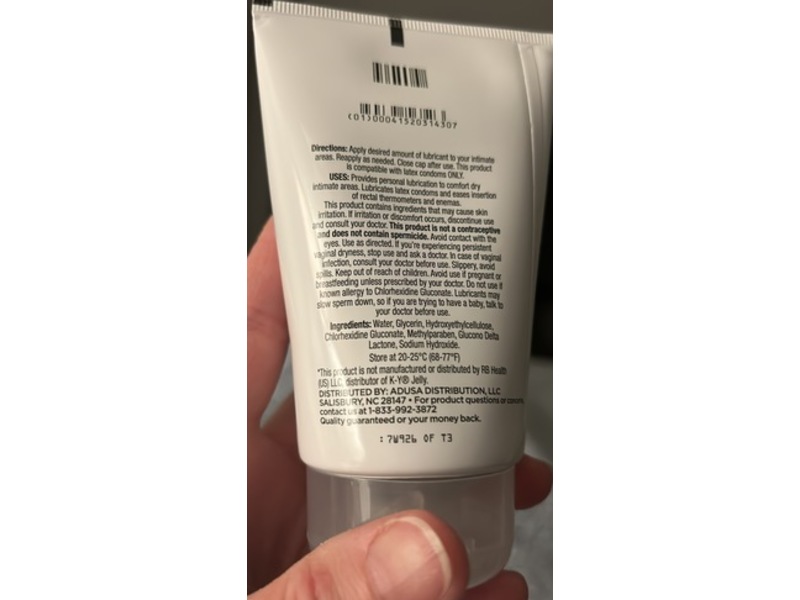 (01)00041520314307
Directions: Apply desired amount of lubricant to your intimate
areas. Reapply as needed. Close cap after use. This product
is compatible with latex condoms ONLY.
USES: Provides personal lubrication to comfort dry
intimate areas. Lubricates latex condoms and eases insertion
of rectal thermometers and enemas.
This product contains ingredients that may cause skin
irritation. If irritation or discomfort occurs, discontinue use
and consult your doctor. This product is not a contraceptive
and does not contain spermicide. Avoid contact with the
eyes. Use as directed. If you're experiencing persistent
vaginal dryness, stop use and ask a doctor. In case of vaginal
infection, consult your doctor before use. Slippery, avoid
spills. Keep out of reach of children. Avoid use if pregnant or
breastfeeding unless prescribed by your doctor. Do not use if
known allergy to Chlorhexidine Gluconate. Lubricants may
slow sperm down, so if you are trying to have a baby, talk to
your doctor before use.
Ingredients: Water, Glycerin, Hydroxyethylcellulose,
Chlorhexidine Gluconate, Methylparaben, Glucono Delta
Lactone, Sodium Hydroxide.
Store at 20-25°C (68-77°F)
*This product is not manufactured or distributed by RB Health
(US) LLC, distributor of K-Y® Jelly.
DISTRIBUTED BY: ADUSA DISTRIBUTION, LLC
SALISBURY, NC 28147 • For product questions or
contact us at 1-833-992-3872
Quality guaranteed or your money back.
: 7W926 OF T3